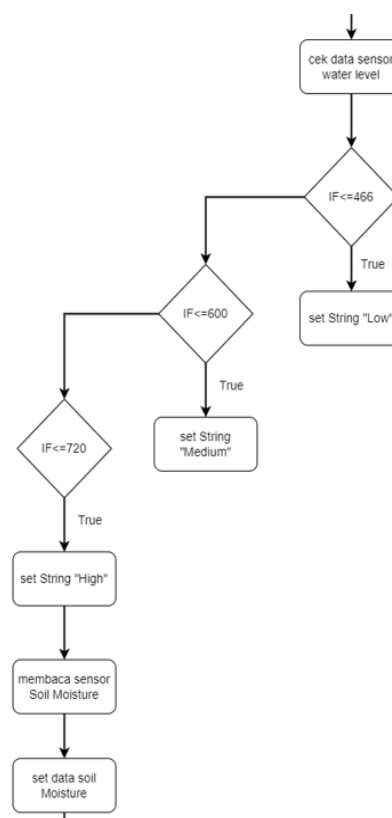 cek data sensor
water level
IF<=466
True
set String "Low"
IF<=600
True
set String
"Medium"
IF<=720
True
set String "High"
membaca sensor
Soil Moisture
set data soil
Moisture